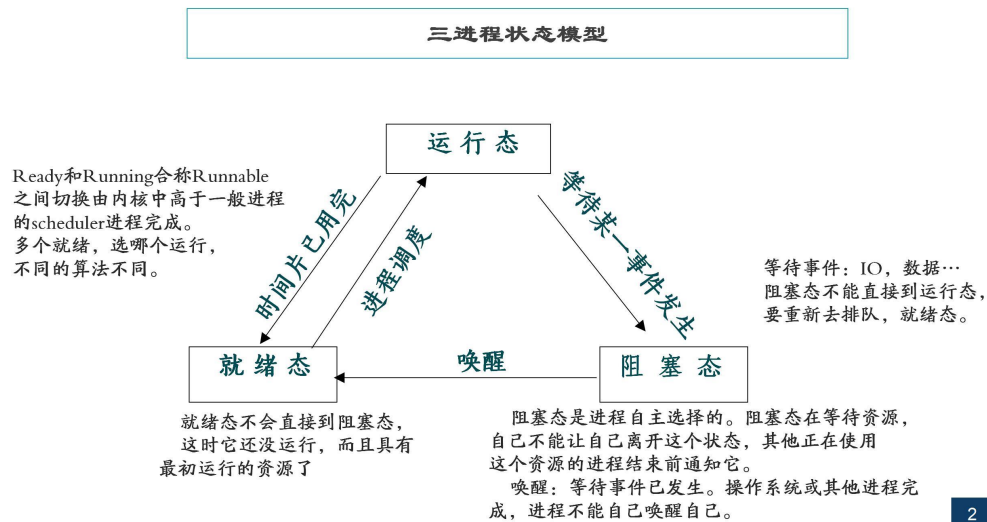 三进程状态模型
运行态
Ready和Running合称Runnable
之间切换由内核中高于一般进程
的scheduler进程完成。
多个就绪，选哪个运行，
不同的算法不同。
时间片已用完
进程调度
等待某一事件发生
等待事件：IO，数据…
阻塞态不能直接到运行态，
要重新去排队，就绪态。
就绪态
唤醒
阻塞态
就绪态不会直接到阻塞态，
这时它还没运行，而且具有
最初运行的资源了
阻塞态是进程自主选择的。阻塞态在等待资源，
自己不能让自己离开这个状态，其他正在使用
这个资源的进程结束前通知它。
唤醒：等待事件已发生。操作系统或其他进程完
成，进程不能自己唤醒自己。
2